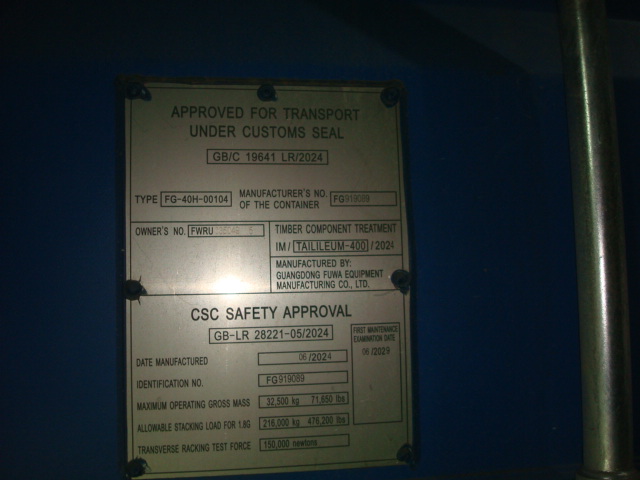 APPROVED FOR TRANSPORT
UNDER CUSTOMS SEAL
GB/C 19641 LR/2024
TYPE FG-40H-00104
MANUFACTURER'S NO.
OF THE CONTAINER FG919089
OWNER'S NO. FWRU
TIMBER COMPONENT TREATMENT
IM / TAILILEUM-400 / 2024
MANUFACTURED BY:
GUANGDONG FUWA EQUIPMENT
MANUFACTURING CO., LTD.
CSC SAFETY APPROVAL
GB-LR 28221-05/2024
FIRST MAINTENANCE
EXAMINATION DATE
06 /2029
DATE MANUFACTURED 06 /2024
IDENTIFICATION NO. FG919089
MAXIMUM OPERATING GROSS MASS 32,500 kg 71,650 lbs
ALLOWABLE STACKING LOAD FOR 1.8G 216,000 kg 476,200 lbs
TRANSVERSE RACKING TEST FORCE 150,000 newtons